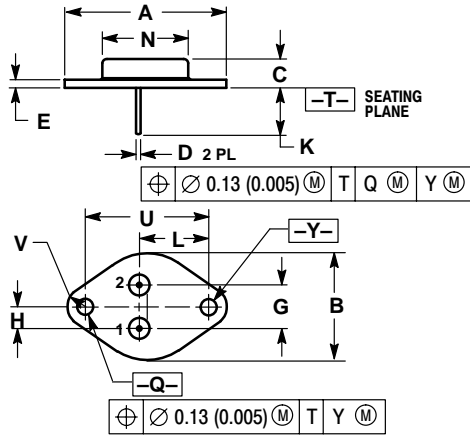 A
N
C
E
–T– SEATING
PLANE
K
D 2 PL
⌖ ∅ 0.13 (0.005) Ⓜ T Q Ⓜ Y Ⓜ
U
V
L
–Y–
2
H
G
B
1
–Q–
⌖ ∅ 0.13 (0.005) Ⓜ T Y Ⓜ